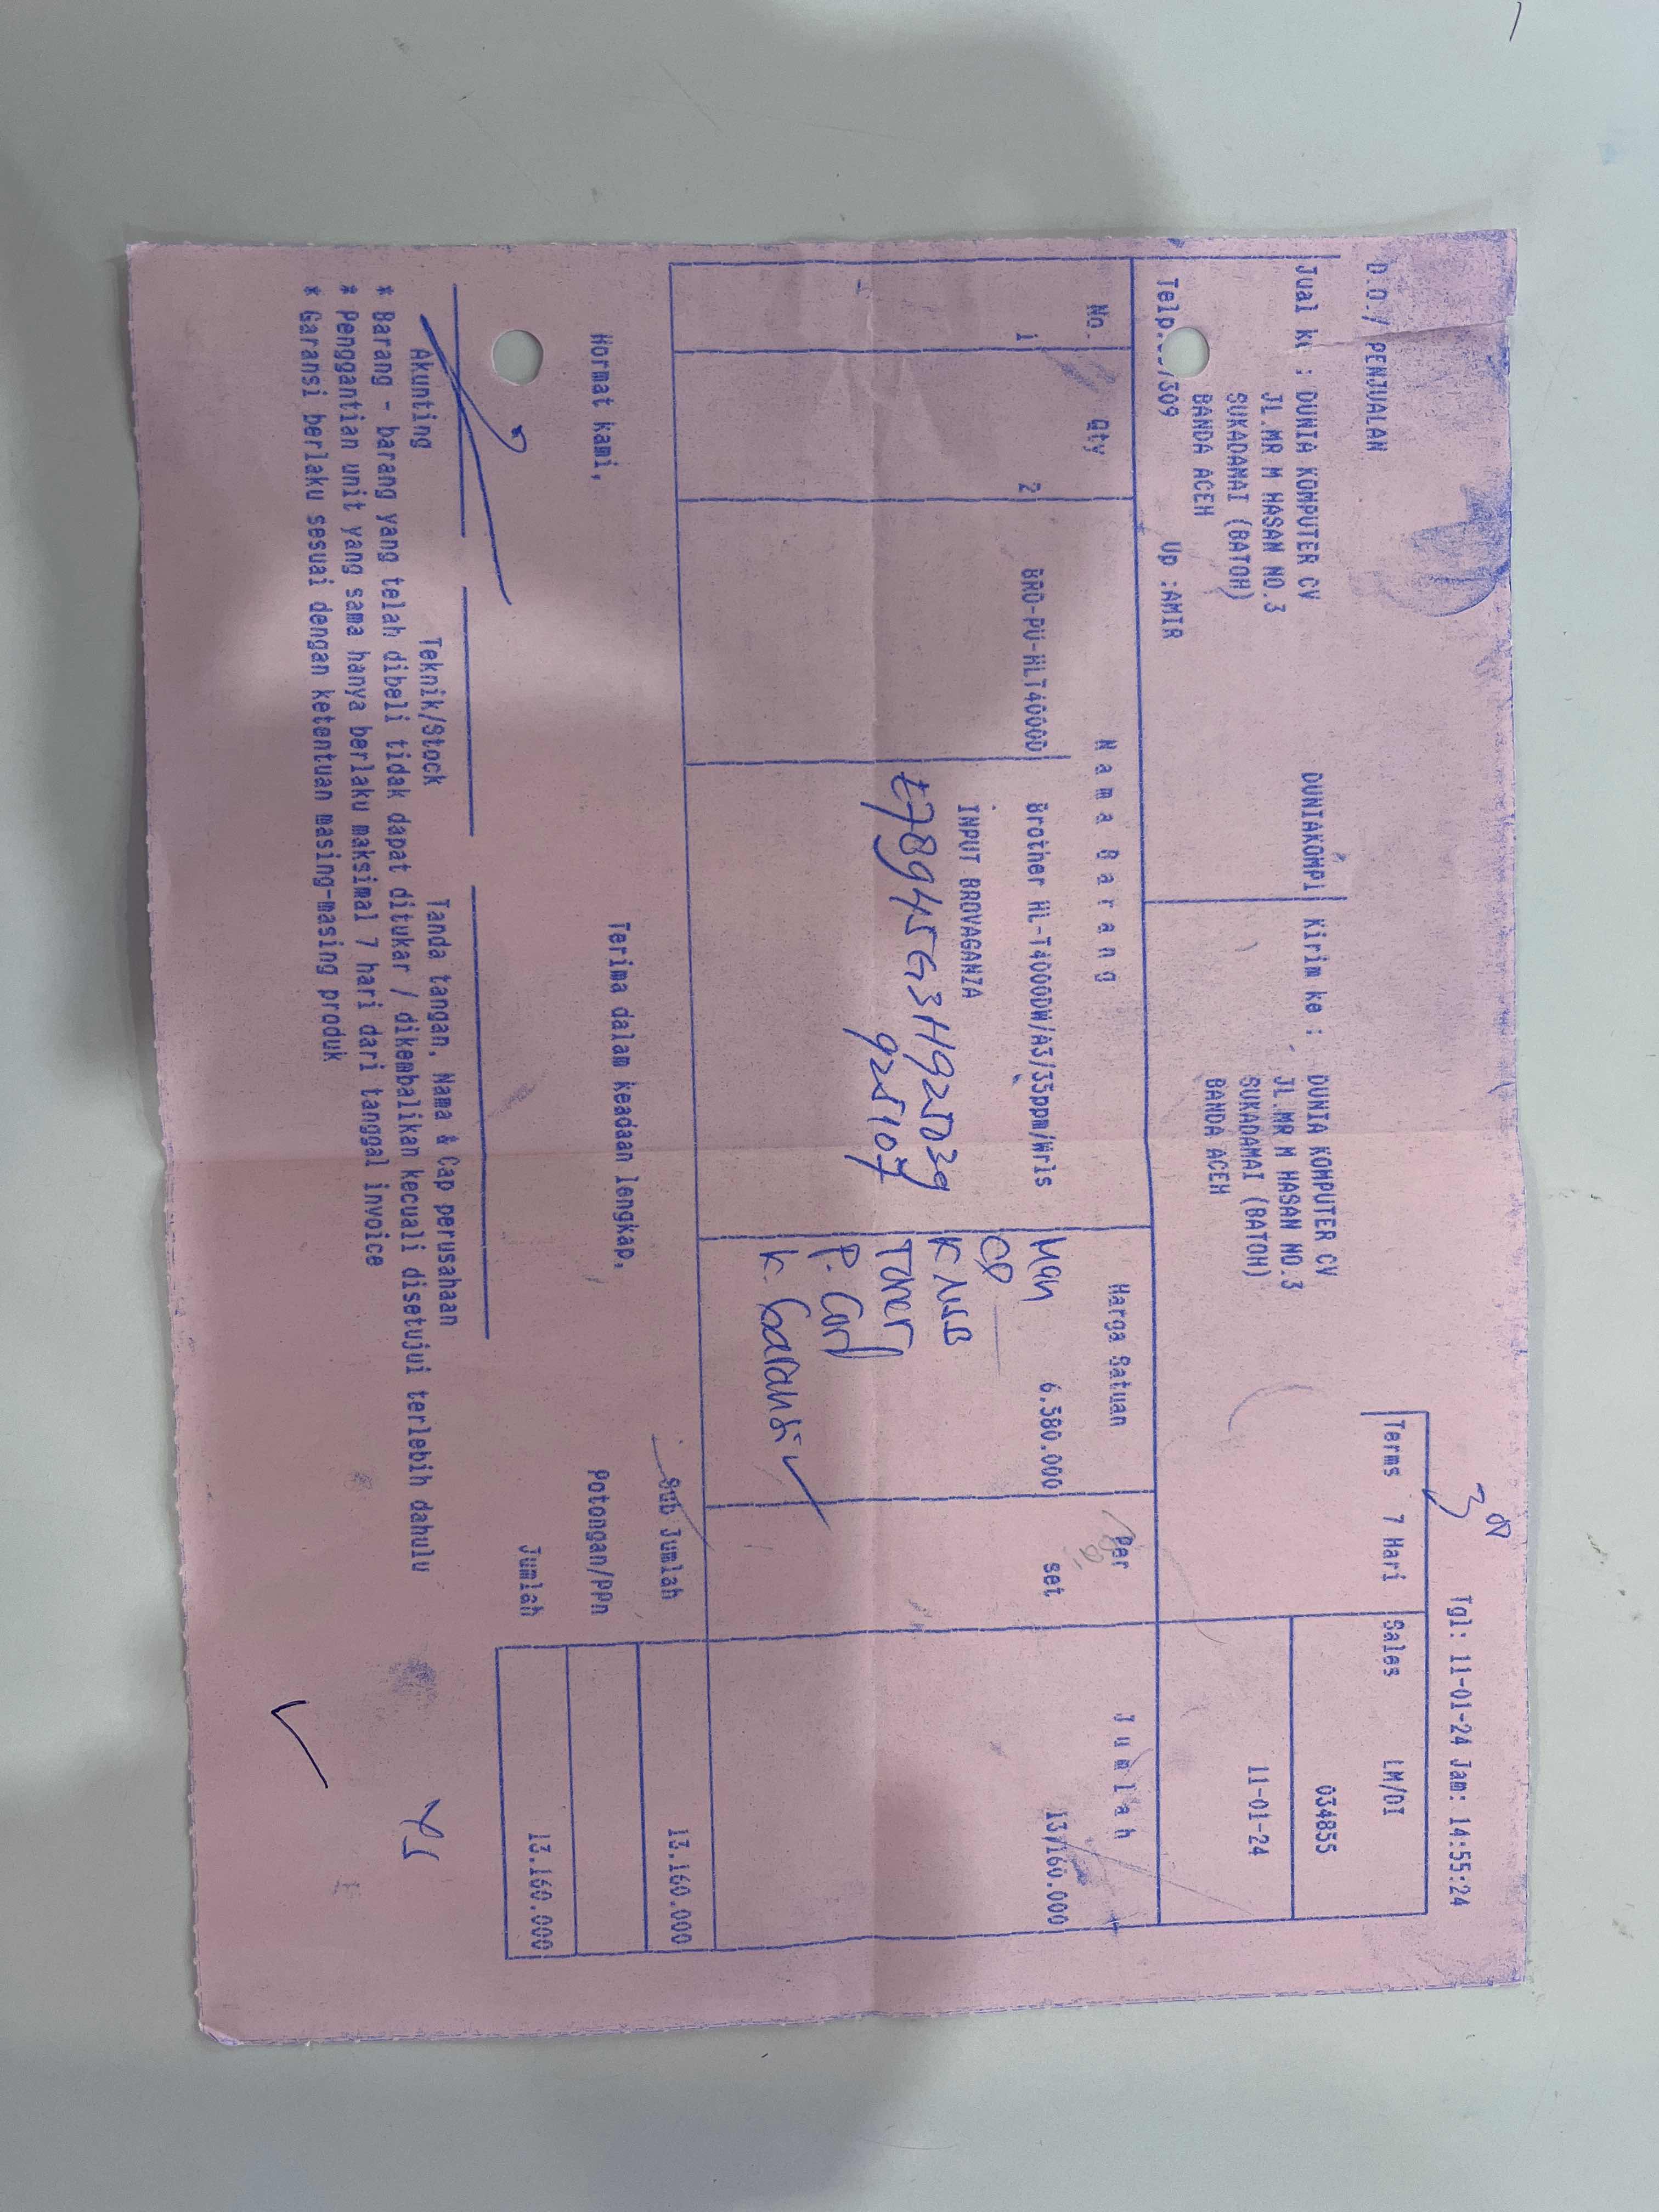 Tgl: 11-01-24 Jam: 14:55:24
D.O./ PENJUALAN
Terms 7 Hari Sales LM/DI
Jual ke : DUNIA KOMPUTER CV DUNIAKOMP1 Kirim ke : DUNIA KOMPUTER CV 034855
JL.MR M HASAN NO.3 JL.MR M HASAN NO.3
SUKADAMAI (BATOH) SUKADAMAI (BATOH) 11-01-24
BANDA ACEH BANDA ACEH
Up :AMIR
No. Qty Nama Barang Harga Satuan Per Jumlah
1 2 BRO-PU-HLT4000D Brother HL-T4000DW/A3/35ppm/Wrls 6.580.000 set 13.160.000
INPUT BROVAGANZA
E78945G3H925039
925107
Man
CD
K USB
Toner
P. Cord
K. Garansi
Hormat kami, Terima dalam keadaan lengkap, Sub Jumlah 13.160.000
Potongan/PPn
Jumlah 13.160.000
Akunting Teknik/Stock Tanda tangan, Nama & Cap perusahaan
* Barang - barang yang telah dibeli tidak dapat ditukar / dikembalikan kecuali disetujui terlebih dahulu
* Penggantian unit yang sama hanya berlaku maksimal 7 hari dari tanggal invoice
* Garansi berlaku sesuai dengan ketentuan masing-masing produk